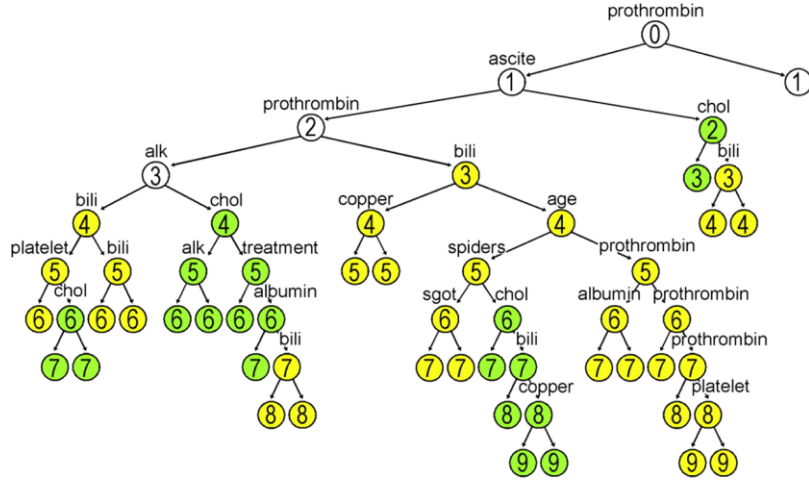 prothrombin
0
ascite
1 1
prothrombin chol
2 2
alk bili bili
3 3 3 3
bili chol copper age
4 4 4 4 4 4
platelet bili alk treatment spiders prothrombin
5 5 5 5 5 5 5 5
chol albumin sgot chol albumin prothrombin
6 6 6 6 6 6 6 6 6 6 6 6
bili bili prothrombin
7 7 7 7 7 7 7 7 7 7 7 7
copper platelet
8 8 8 8 8 8
9 9 9 9